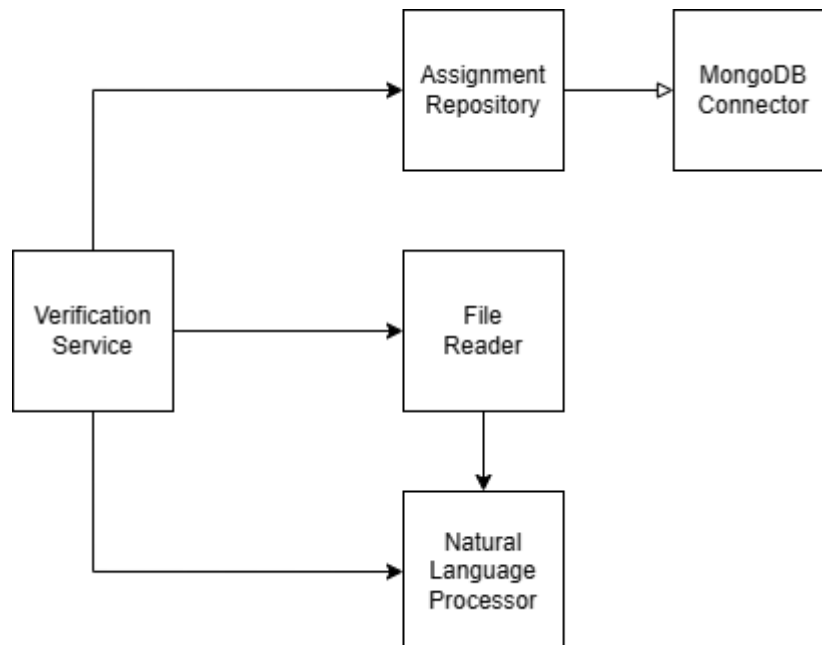 Assignment
Repository
MongoDB
Connector
Verification
Service
File
Reader
Natural
Language
Processor